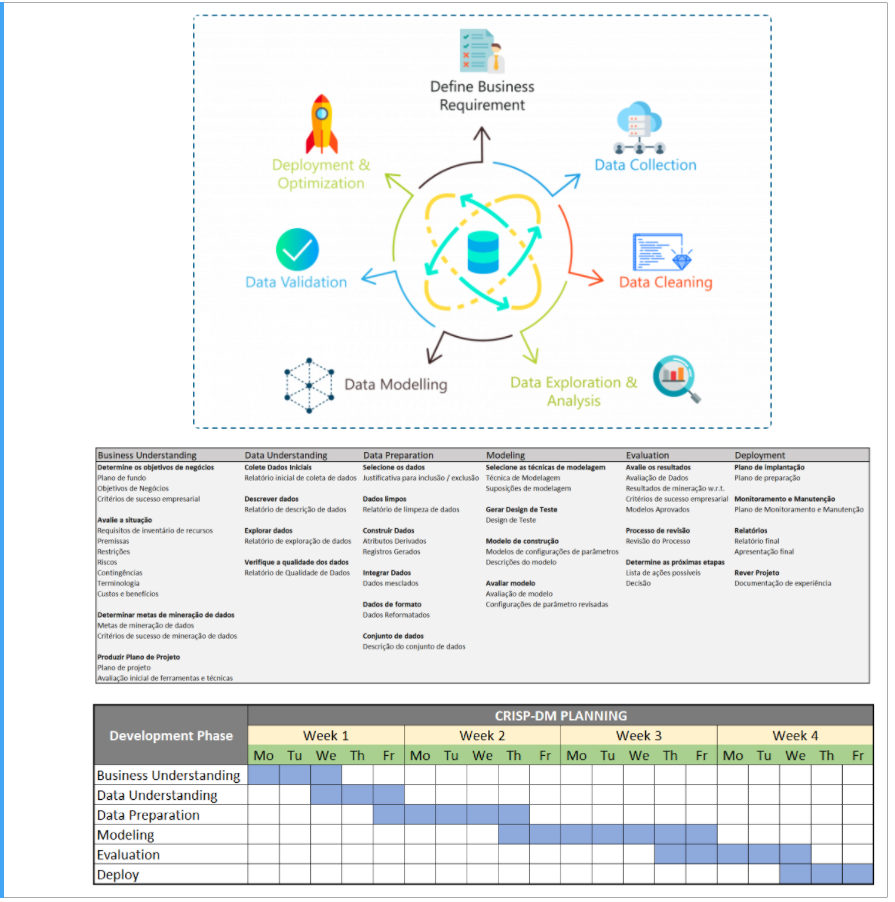 Define Business
Requirement
Data Collection
Data Cleaning
Data Exploration &
Analysis
Data Modelling
Data Validation
Deployment &
Optimization
Business Understanding
Determine os objetivos de negócios
Plano de fundo
Objetivos de Negócios
Critérios de sucesso empresarial
Avalie a situação
Requisitos de inventário de recursos
Premissas
Restrições
Riscos
Contingências
Terminologia
Custos e benefícios
Determinar metas de mineração de dados
Metas de mineração de dados
Critérios de sucesso de mineração de dados
Produzir Plano de Projeto
Plano de projeto
Avaliação inicial de ferramentas e técnicas
Data Understanding
Colete Dados Iniciais
Relatório inicial de coleta de dados
Descrever dados
Relatório de descrição de dados
Explorar dados
Relatório de exploração de dados
Verifique a qualidade dos dados
Relatório de Qualidade de Dados
Data Preparation
Selecione os dados
Justificativa para inclusão / exclusão
Dados limpos
Relatório de limpeza de dados
Construir Dados
Atributos Derivados
Registros Gerados
Integrar Dados
Dados mesclados
Dados de formato
Dados Reformatados
Conjunto de dados
Descrição do conjunto de dados
Modeling
Selecione as técnicas de modelagem
Técnica de Modelagem
Suposições de modelagem
Gerar Design de Teste
Design de Teste
Modelo de construção
Modelos de configurações de parâmetros
Descrições do modelo
Avaliar modelo
Avaliação de modelo
Configurações de parâmetro revisadas
Evaluation
Avalie os resultados
Avaliação de Dados
Resultados de mineração w.r.t.
Critérios de sucesso empresarial
Modelos Aprovados
Processo de revisão
Revisão do Processo
Determine as próximas etapas
Lista de ações possíveis
Decisão
Deployment
Plano de implantação
Plano de preparação
Monitoramento e Manutenção
Plano de Monitoramento e Manutenção
Relatórios
Relatório final
Apresentação final
Rever Projeto
Documentação de experiência
Development Phase
CRISP-DM PLANNING
Week 1 Week 2 Week 3 Week 4
Mo Tu We Th Fr Mo Tu We Th Fr Mo Tu We Th Fr Mo Tu We Th Fr
Business Understanding
Data Understanding
Data Preparation
Modeling
Evaluation
Deploy